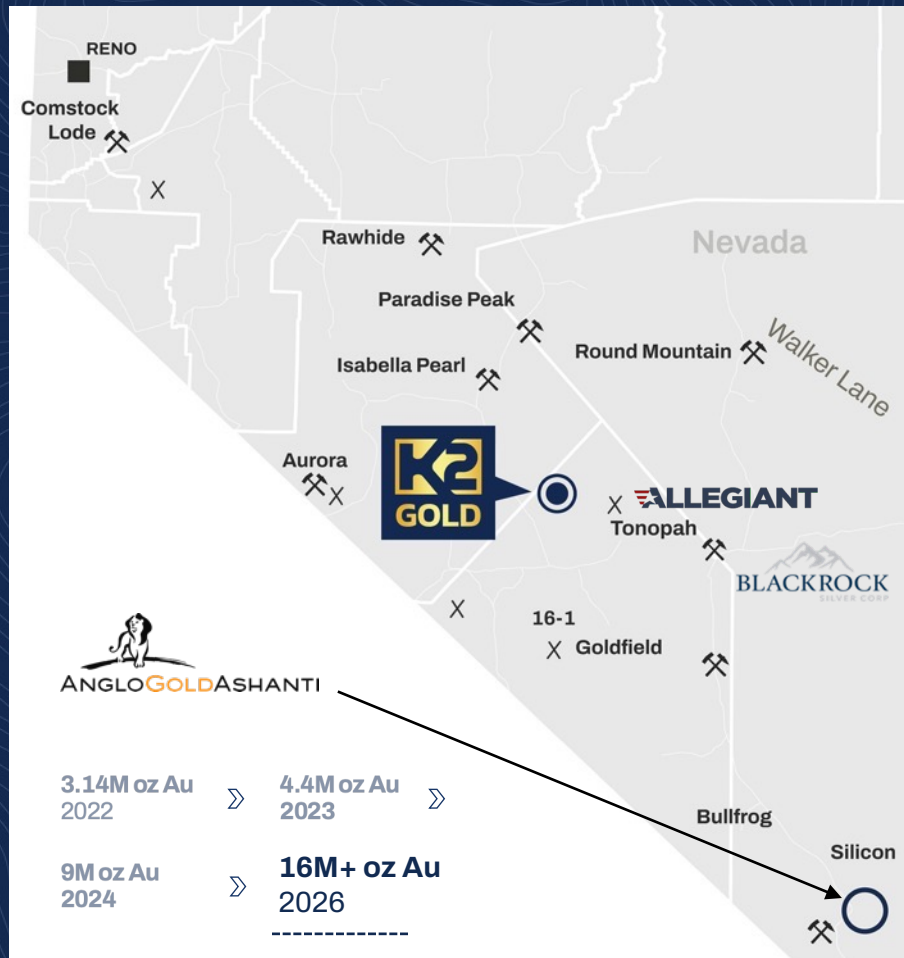 RENO
Comstock
Lode
X
Rawhide
Nevada
Paradise Peak
Round Mountain
Walker Lane
Isabella Pearl
K2
GOLD
Aurora
X
X
ALLEGIANT
Tonopah
BLACKROCK
SILVER CORP
X
16-1
X
Goldfield
ANGLOGOLDASHANTI
3.14M oz Au
2022
4.4M oz Au
2023
9M oz Au
2024
16M+ oz Au
2026
Bullfrog
Silicon